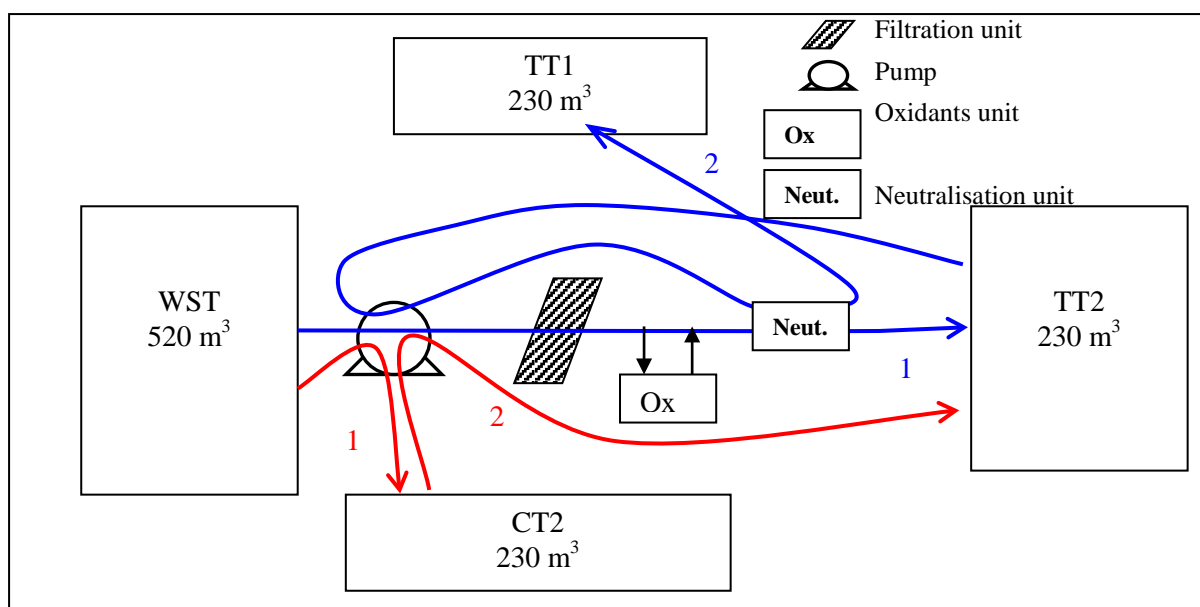 Filtration unit
TT1
230 m³
Pump
Oxidants unit
Ox
2
Neut.
Neutralisation unit
WST
520 m³
TT2
230 m³
Neut.
1
Ox
2
1
CT2
230 m³